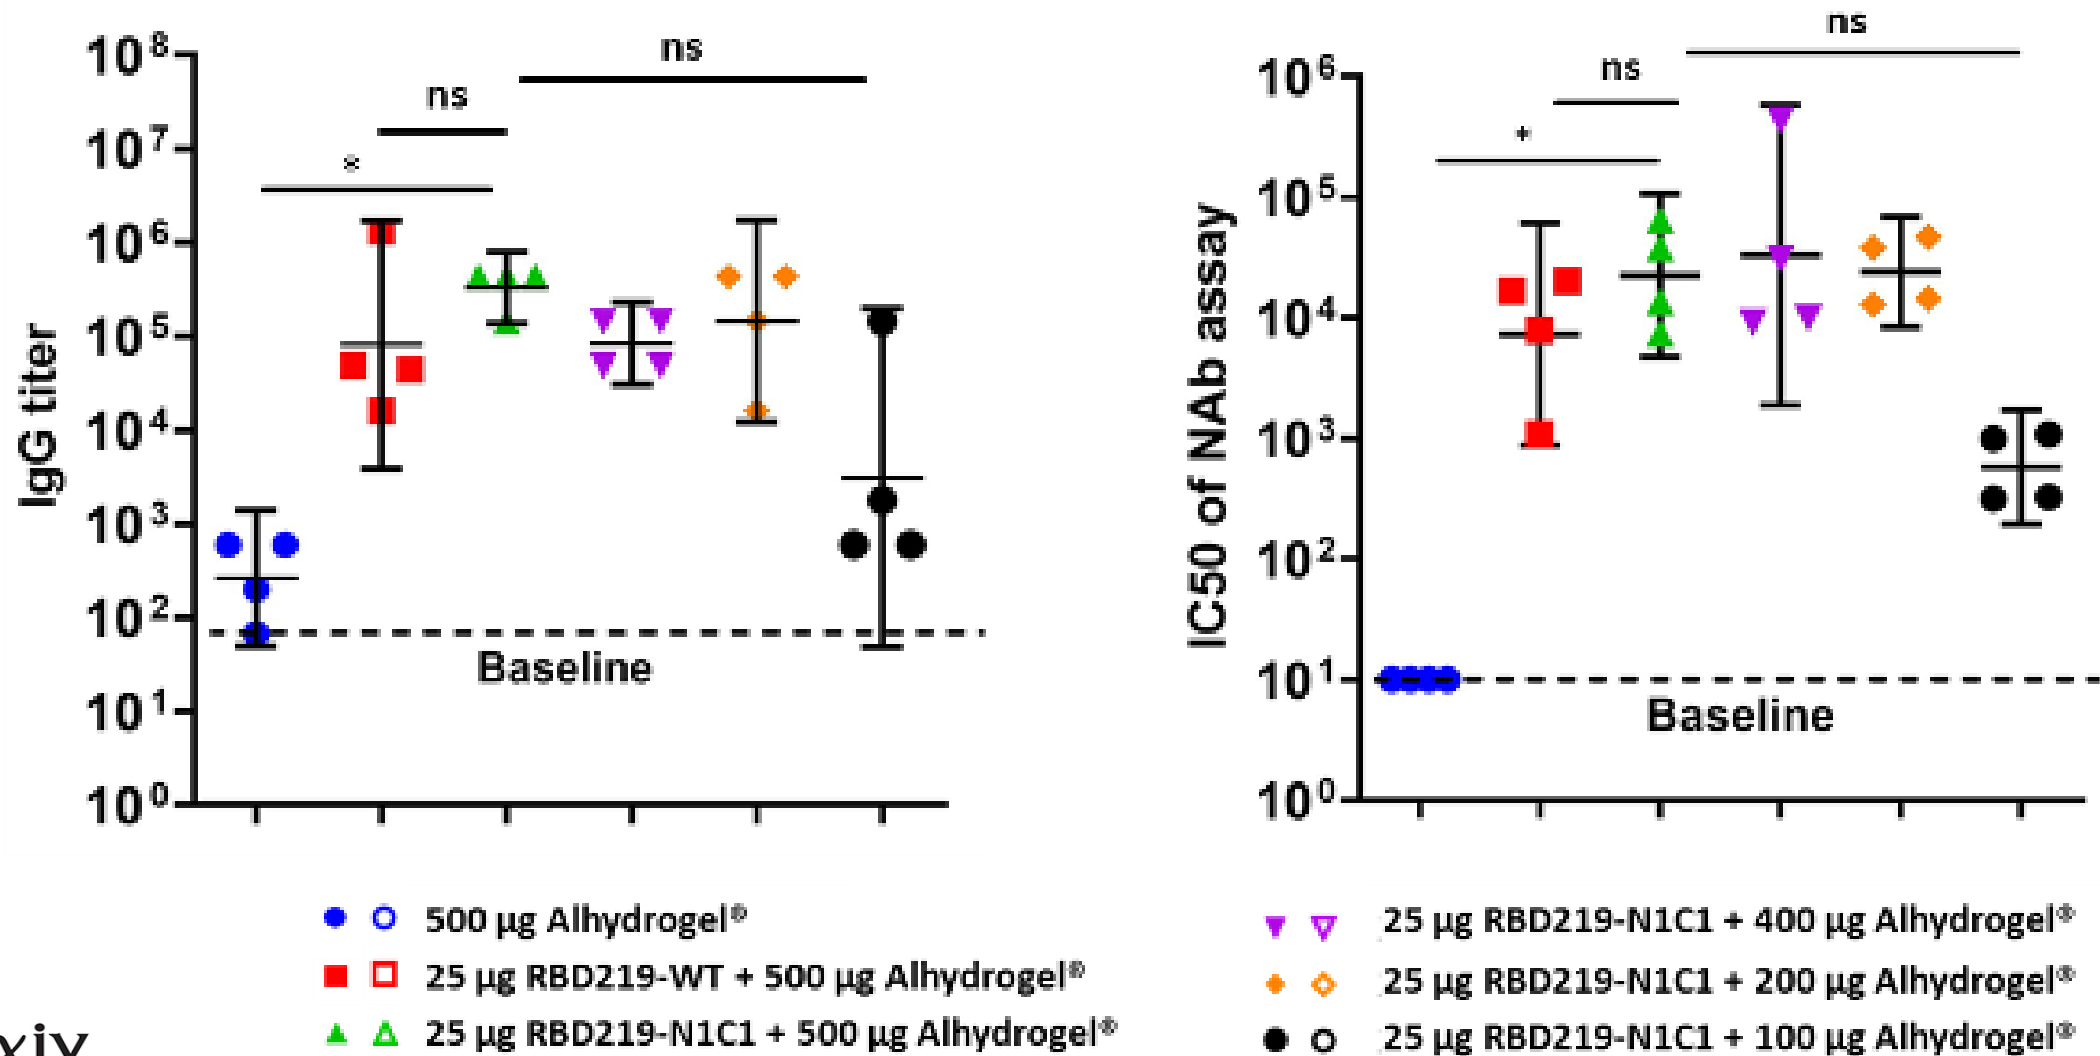 ns
ns
*
10⁸
10⁷
10⁶
10⁵
10⁴
10³
10²
10¹
10⁰
IgG titer
Baseline
ns
ns
*
10⁶
10⁵
10⁴
10³
10²
10¹
10⁰
IC50 of NAb assay
Baseline
500 µg Alhydrogel®
25 µg RBD219-WT + 500 µg Alhydrogel®
25 µg RBD219-N1C1 + 500 µg Alhydrogel®
25 µg RBD219-N1C1 + 400 µg Alhydrogel®
25 µg RBD219-N1C1 + 200 µg Alhydrogel®
25 µg RBD219-N1C1 + 100 µg Alhydrogel®